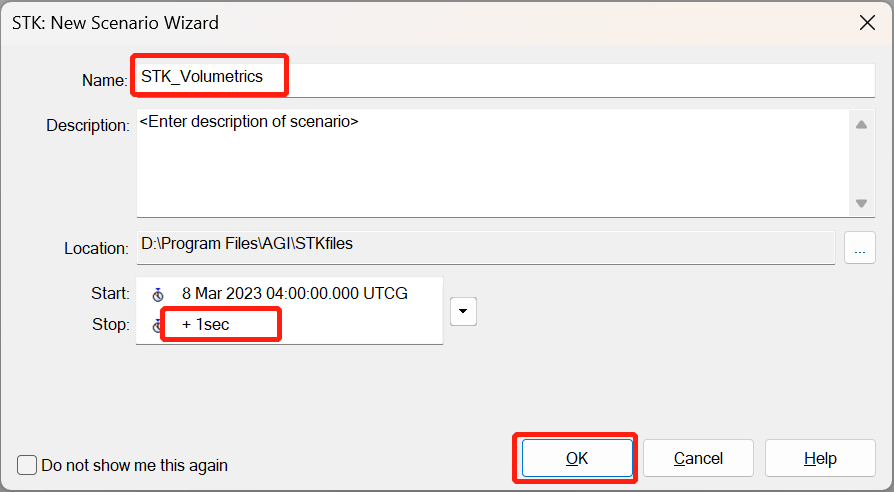 STK: New Scenario Wizard
Name: STK_Volumetrics
Description: <Enter description of scenario>
Location: D:\Program Files\AGI\STKfiles ...
Start: 8 Mar 2023 04:00:00.000 UTCG
Stop: + 1sec
Do not show me this again OK Cancel Help